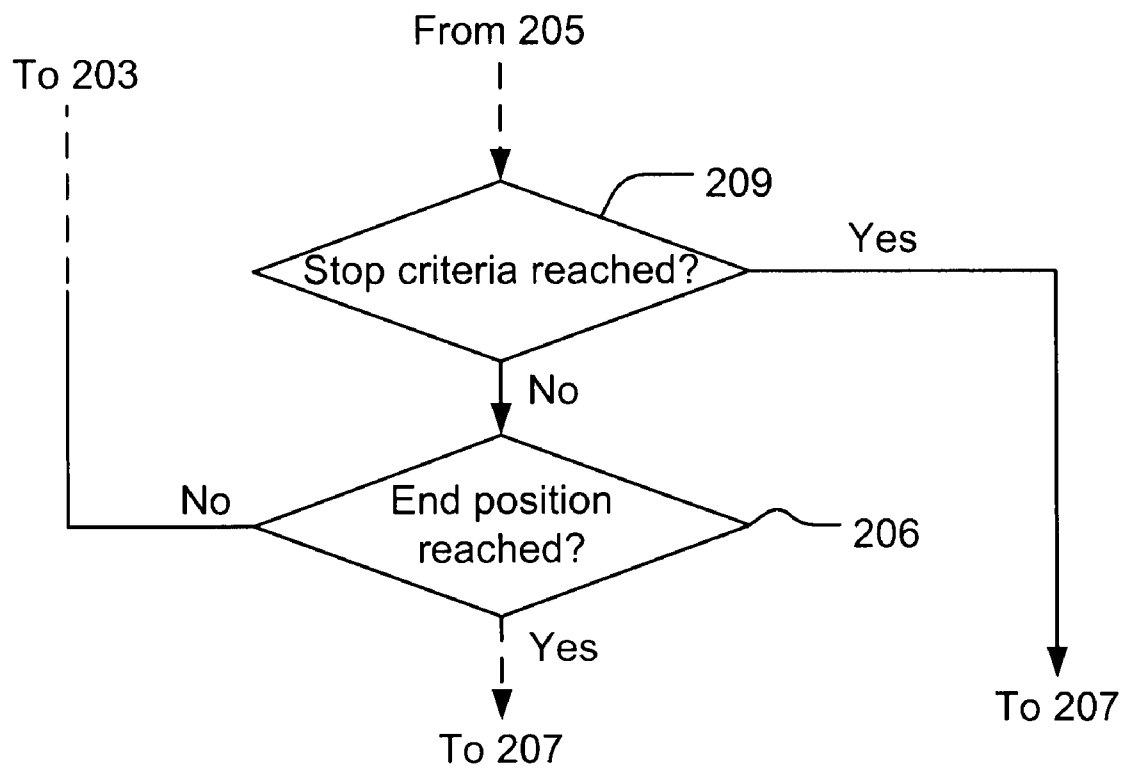 From 205
To 203
209
Yes
Stop criteria reached?
No
No
End position
reached?
206
Yes
To 207
To 207